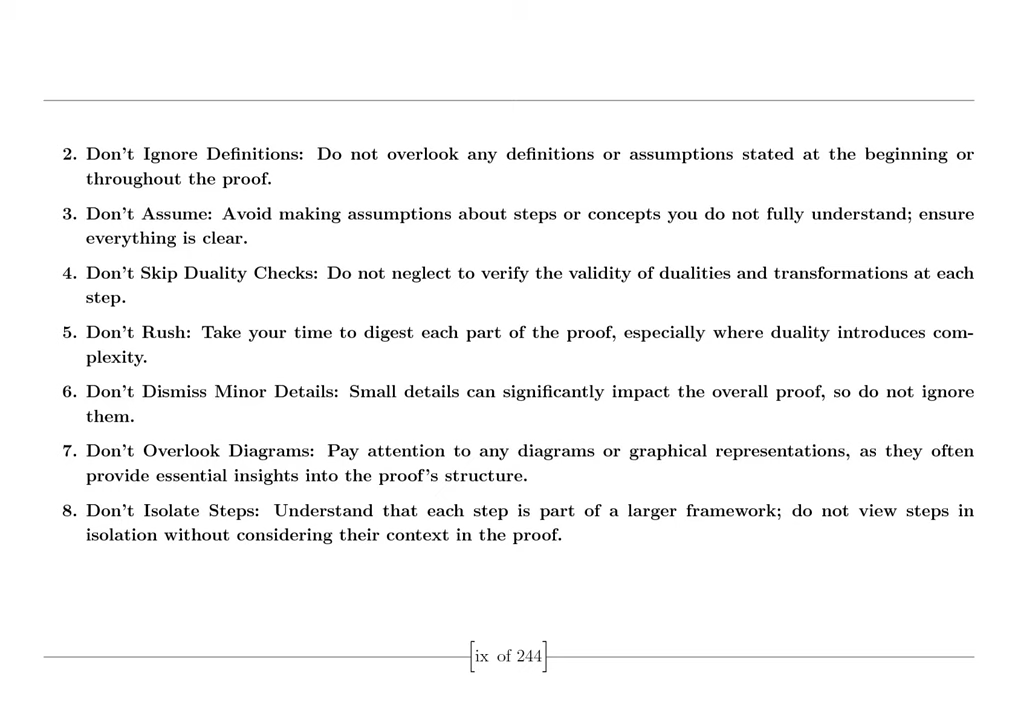 2. Don't Ignore Definitions: Do not overlook any definitions or assumptions stated at the beginning or
throughout the proof.
3. Don't Assume: Avoid making assumptions about steps or concepts you do not fully understand; ensure
everything is clear.
4. Don't Skip Duality Checks: Do not neglect to verify the validity of dualities and transformations at each
step.
5. Don't Rush: Take your time to digest each part of the proof, especially where duality introduces com-
plexity.
6. Don't Dismiss Minor Details: Small details can significantly impact the overall proof, so do not ignore
them.
7. Don't Overlook Diagrams: Pay attention to any diagrams or graphical representations, as they often
provide essential insights into the proof's structure.
8. Don't Isolate Steps: Understand that each step is part of a larger framework; do not view steps in
isolation without considering their context in the proof.
[ix of 244]